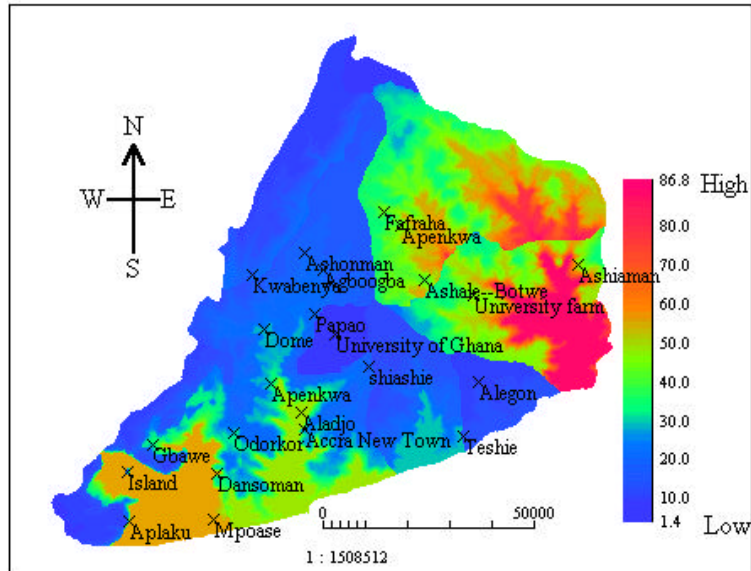 N
W E
S
86.8 High
80.0
70.0
60.0
50.0
40.0
30.0
20.0
10.0
1.4 Low
Fafraha
Apenkwa
Ashonman
Agboogba
Kwabenya
Ashale--Botwe
University farm
Ashiaman
Papao
University of Ghana
Dome
shiashie
Alegon
Apenkwa
Aladjo
Accra New Town
Odorkor
Teshie
Gbawe
Island
Dansoman
Aplaku
Mpoase
0 50000
1 : 1508512